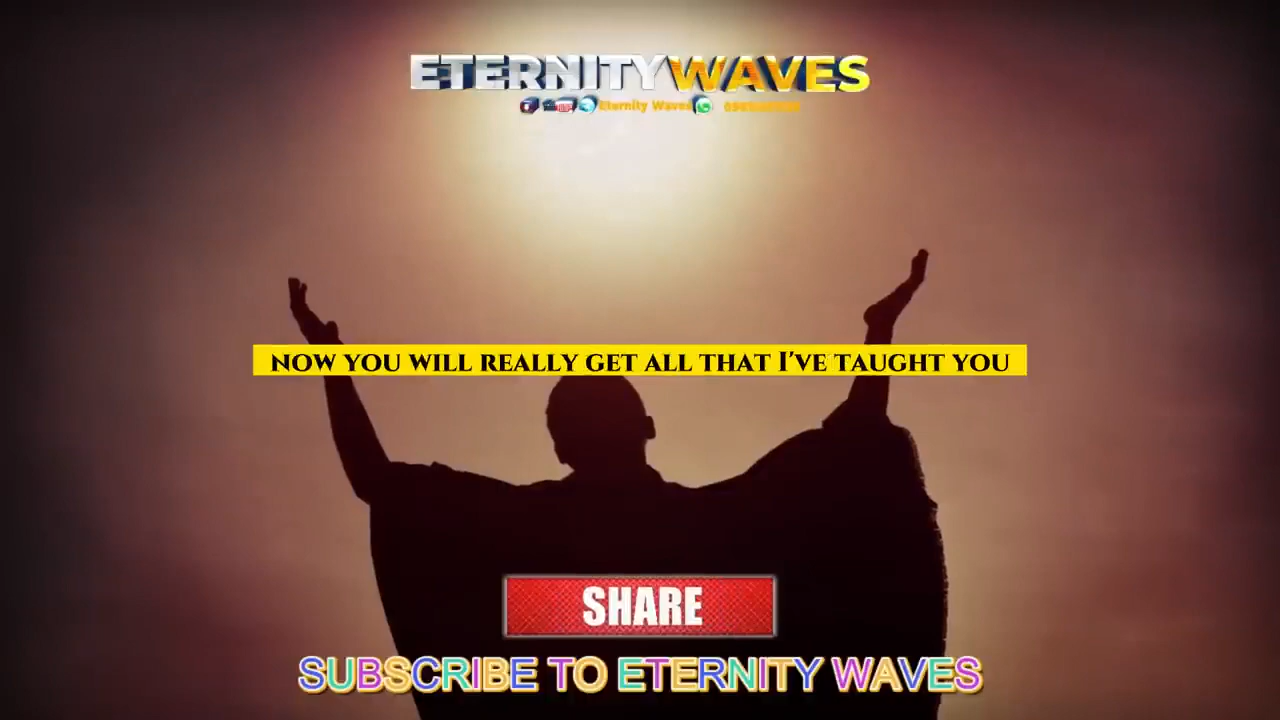 ETERNITYWAVES
Eternity Waves
NOW YOU WILL REALLY GET ALL THAT I'VE TAUGHT YOU
SHARE
SUBSCRIBE TO ETERNITY WAVES